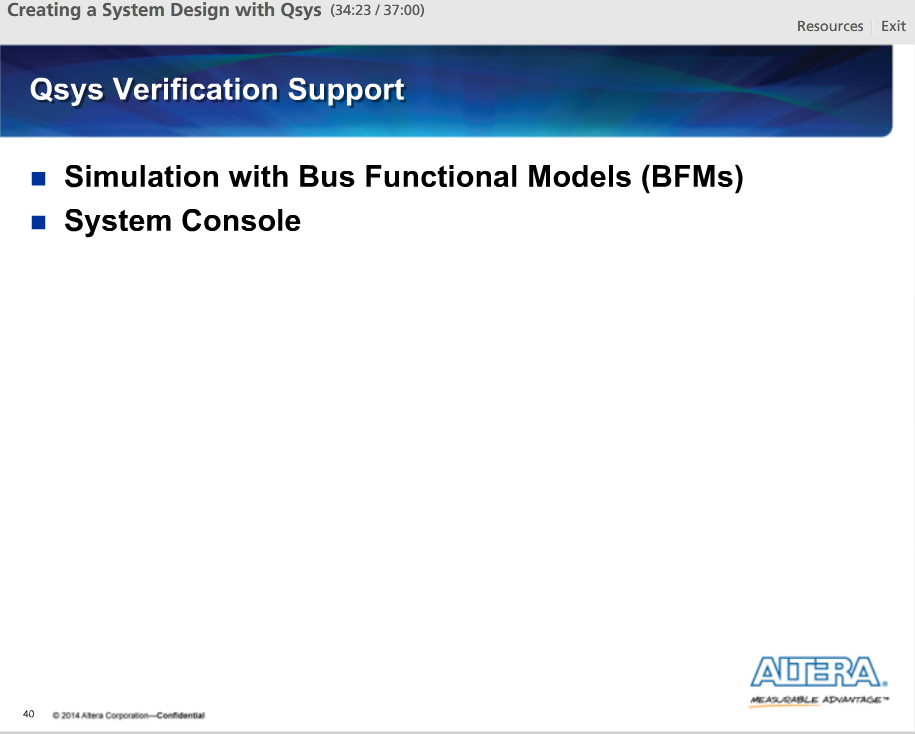 Creating a System Design with Qsys (34:23 / 37:00)
Resources Exit
Qsys Verification Support
Simulation with Bus Functional Models (BFMs)
System Console
ALTERA®
MEASURABLE ADVANTAGE™
40 © 2014 Altera Corporation—Confidential